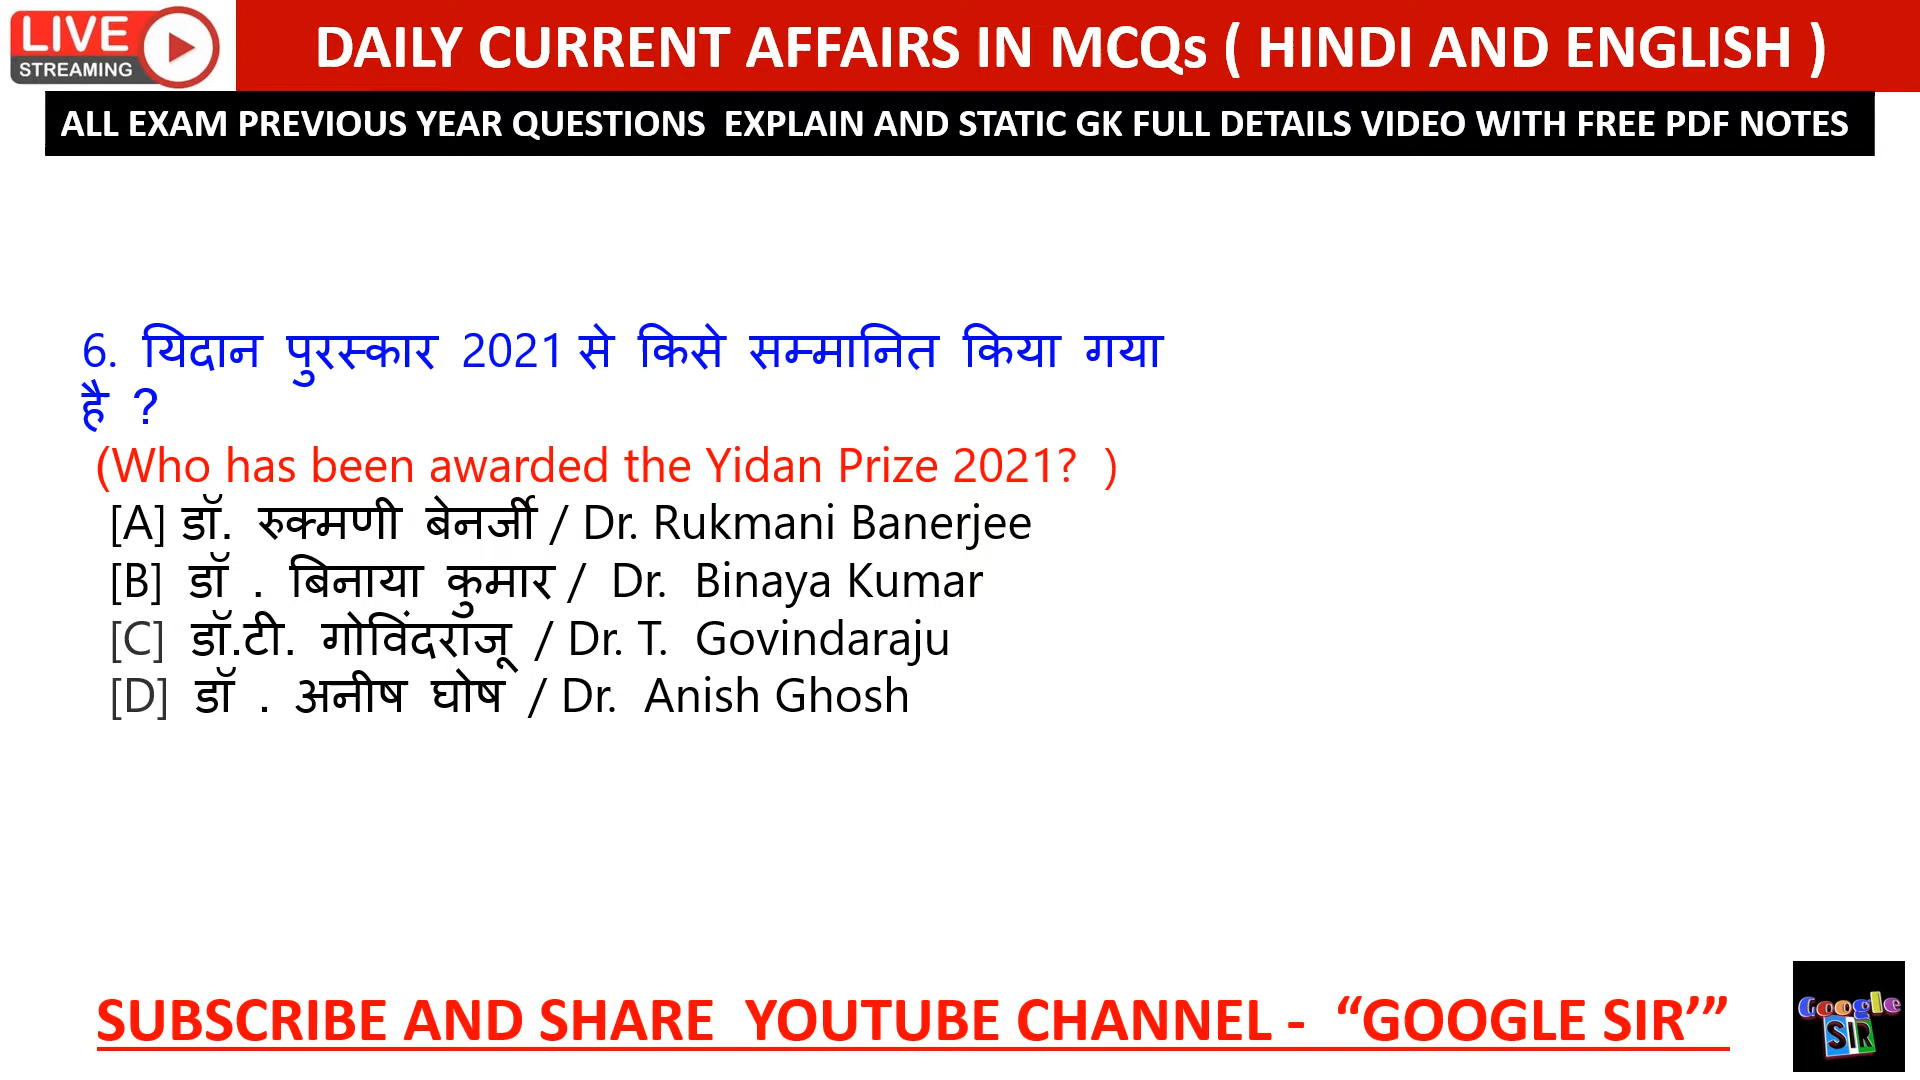 LIVE
STREAMING
DAILY CURRENT AFFAIRS IN MCQs ( HINDI AND ENGLISH )
ALL EXAM PREVIOUS YEAR QUESTIONS EXPLAIN AND STATIC GK FULL DETAILS VIDEO WITH FREE PDF NOTES
6. यिदान पुरस्कार 2021 से किसे सम्मानित किया गया
है ?
(Who has been awarded the Yidan Prize 2021? )
[A] डॉ. रुक्मणी बेनर्जी / Dr. Rukmani Banerjee
[B] डॉ . बिनाया कुमार / Dr. Binaya Kumar
[C] डॉ.टी. गोविंदराजू / Dr. T. Govindaraju
[D] डॉ . अनीष घोष / Dr. Anish Ghosh
SUBSCRIBE AND SHARE YOUTUBE CHANNEL - “GOOGLE SIR’”
Google
SIR